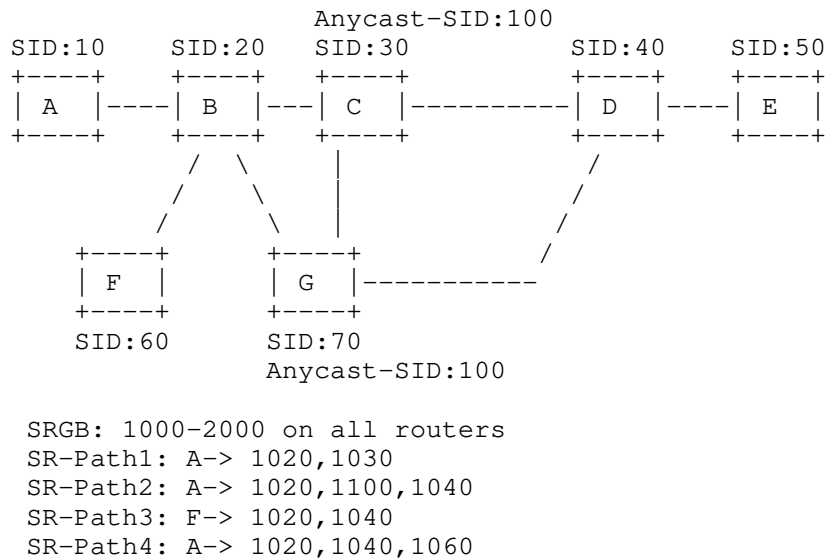 Anycast-SID:100
SID:10 SID:20 SID:30 SID:40 SID:50
A B C D E
F G
SID:60 SID:70
Anycast-SID:100
SRGB: 1000-2000 on all routers
SR-Path1: A-> 1020,1030
SR-Path2: A-> 1020,1100,1040
SR-Path3: F-> 1020,1040
SR-Path4: A-> 1020,1040,1060